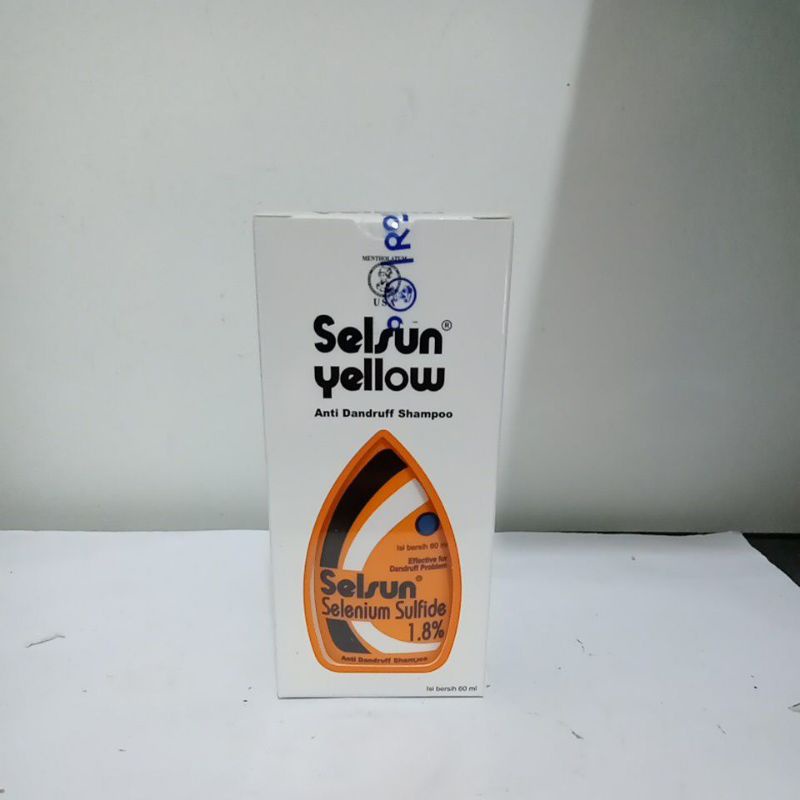 MENTHOLATUM
USA
Selsun®
yellow
Anti Dandruff Shampoo
Isi bersih 60 ml
Effective for
Dandruff Problem
Selsun®
Selenium Sulfide
1.8%
Anti Dandruff Shampoo
Isi bersih 60 ml